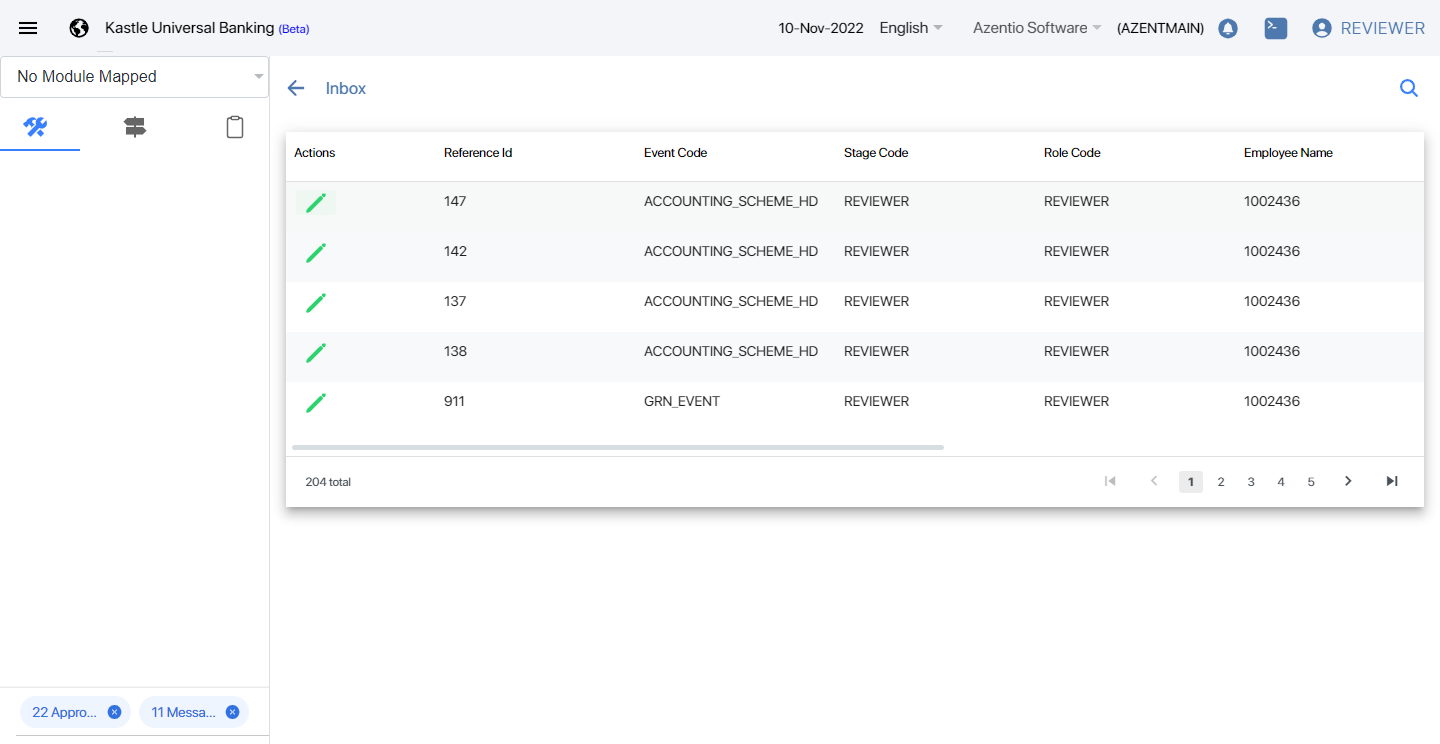 Kastle Universal Banking (Beta) 10-Nov-2022 English Azentio Software (AZENTMAIN) REVIEWER
No Module Mapped
Inbox
Actions Reference Id Event Code Stage Code Role Code Employee Name
147 ACCOUNTING_SCHEME_HD REVIEWER REVIEWER 1002436
142 ACCOUNTING_SCHEME_HD REVIEWER REVIEWER 1002436
137 ACCOUNTING_SCHEME_HD REVIEWER REVIEWER 1002436
138 ACCOUNTING_SCHEME_HD REVIEWER REVIEWER 1002436
911 GRN_EVENT REVIEWER REVIEWER 1002436
204 total 1 2 3 4 5
22 Appro... 11 Messa...